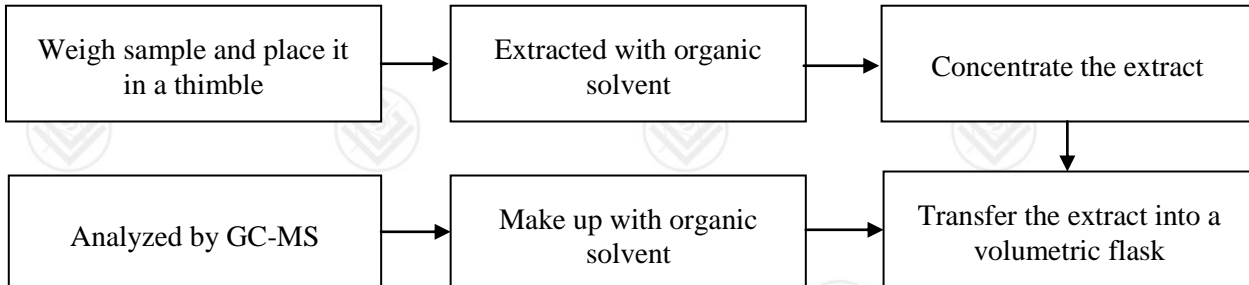 Weigh sample and place it
in a thimble
Extracted with organic
solvent
Concentrate the extract
Analyzed by GC-MS
Make up with organic
solvent
Transfer the extract into a
volumetric flask